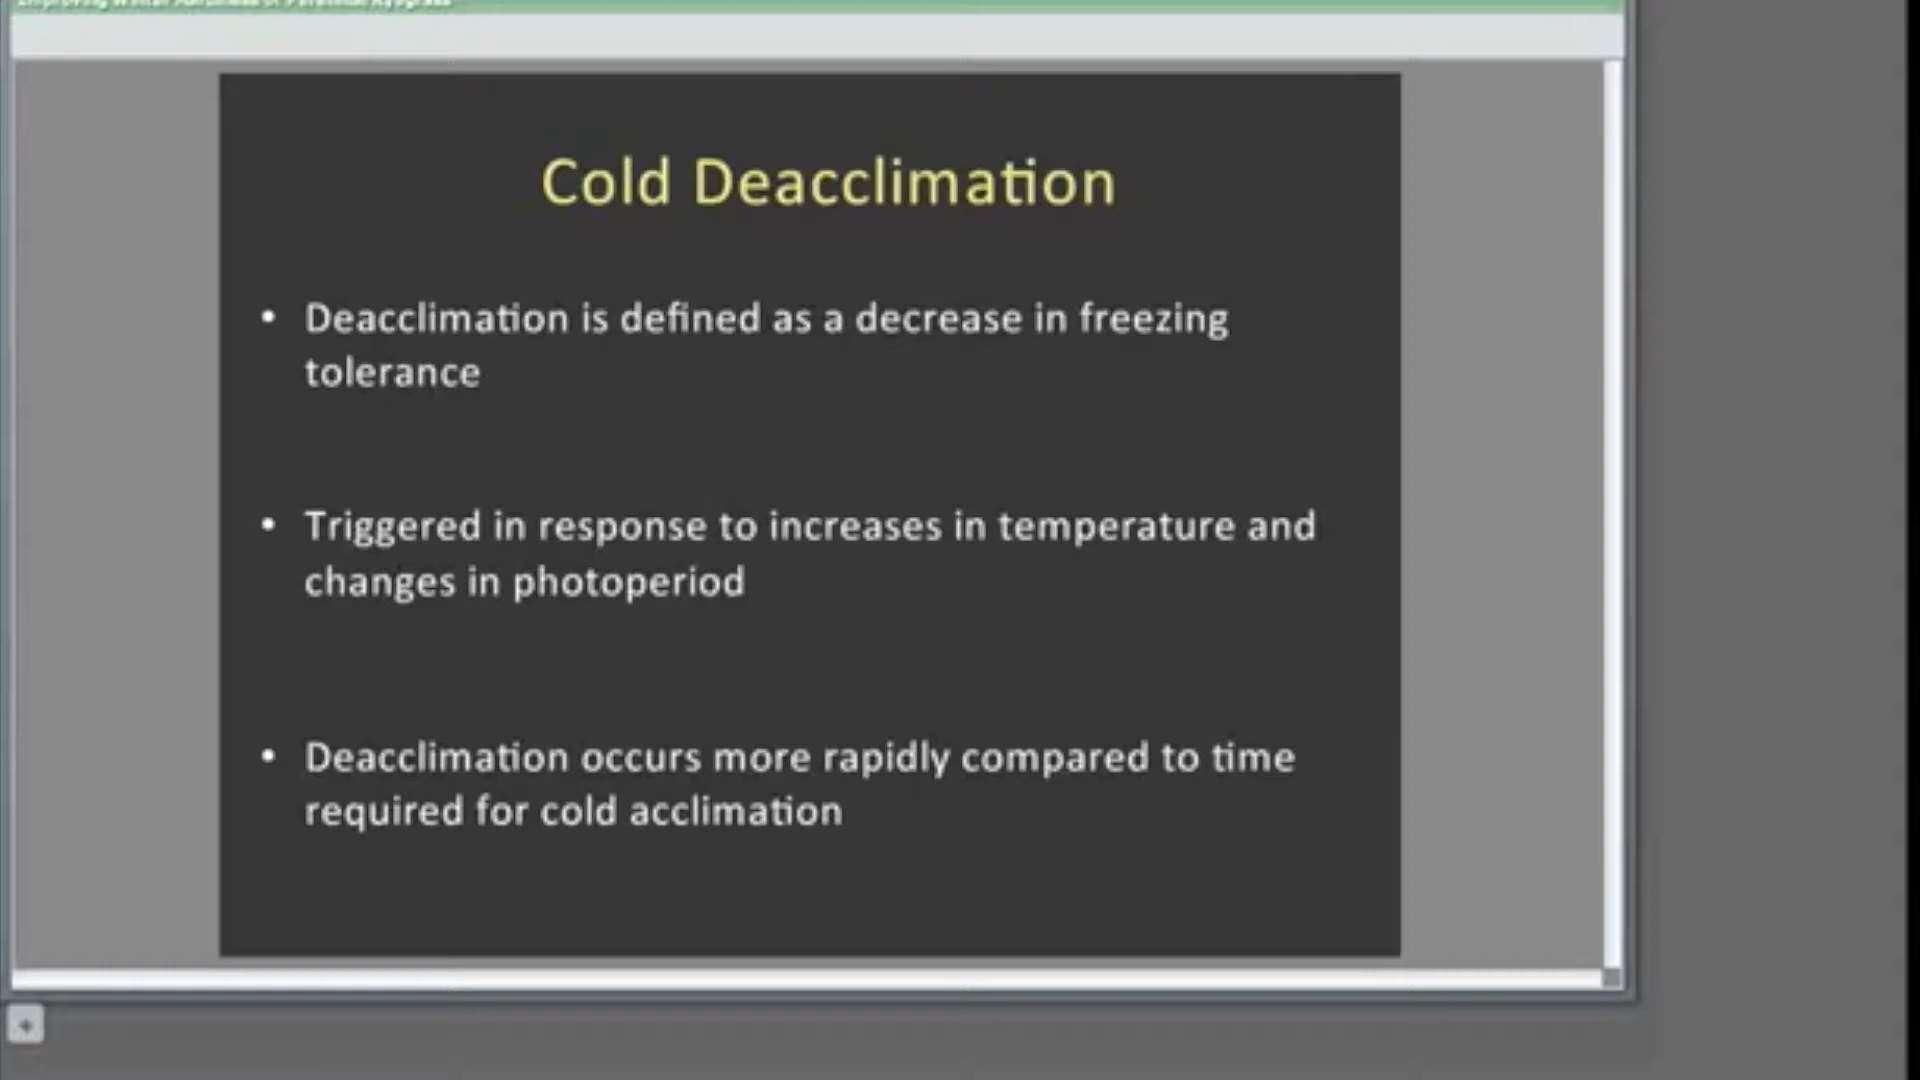 Cold Deacclimation
• Deacclimation is defined as a decrease in freezing
tolerance
• Triggered in response to increases in temperature and
changes in photoperiod
• Deacclimation occurs more rapidly compared to time
required for cold acclimation